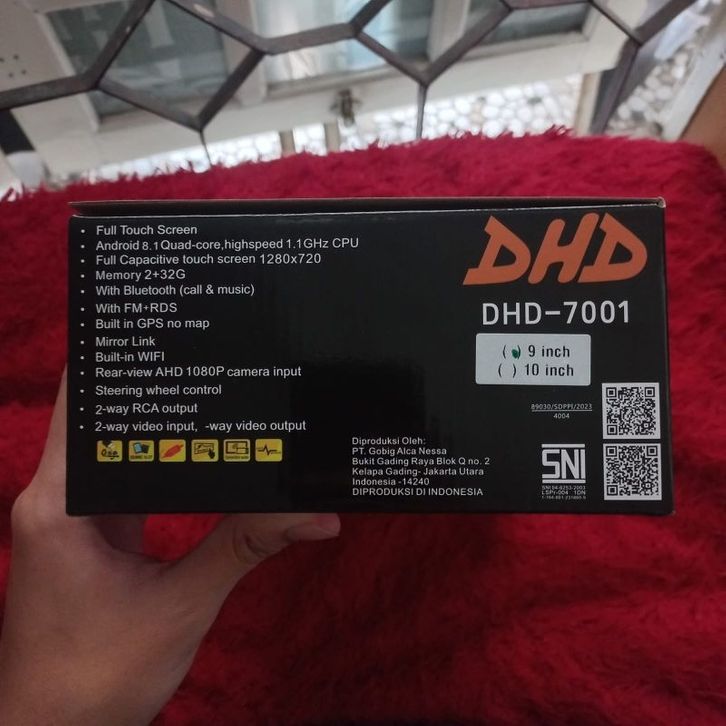 • Full Touch Screen
• Android 8.1 Quad-core,highspeed 1.1GHz CPU
• Full Capacitive touch screen 1280x720
• Memory 2+32G
• With Bluetooth (call & music)
• With FM+RDS
• Built in GPS no map
• Mirror Link
• Built-in WIFI
• Rear-view AHD 1080P camera input
• Steering wheel control
• 2-way RCA output
• 2-way video input, -way video output
DHD
DHD-7001
( ) 9 inch
( ) 10 inch
89030/SDPPI/2023
4004
Diproduksi Oleh:
PT. Gobig Alca Nessa
Bukit Gading Raya Blok Q no. 2
Kelapa Gading- Jakarta Utara
Indonesia -14240
DIPRODUKSI DI INDONESIA
SNI
SNI 04-6253-2003